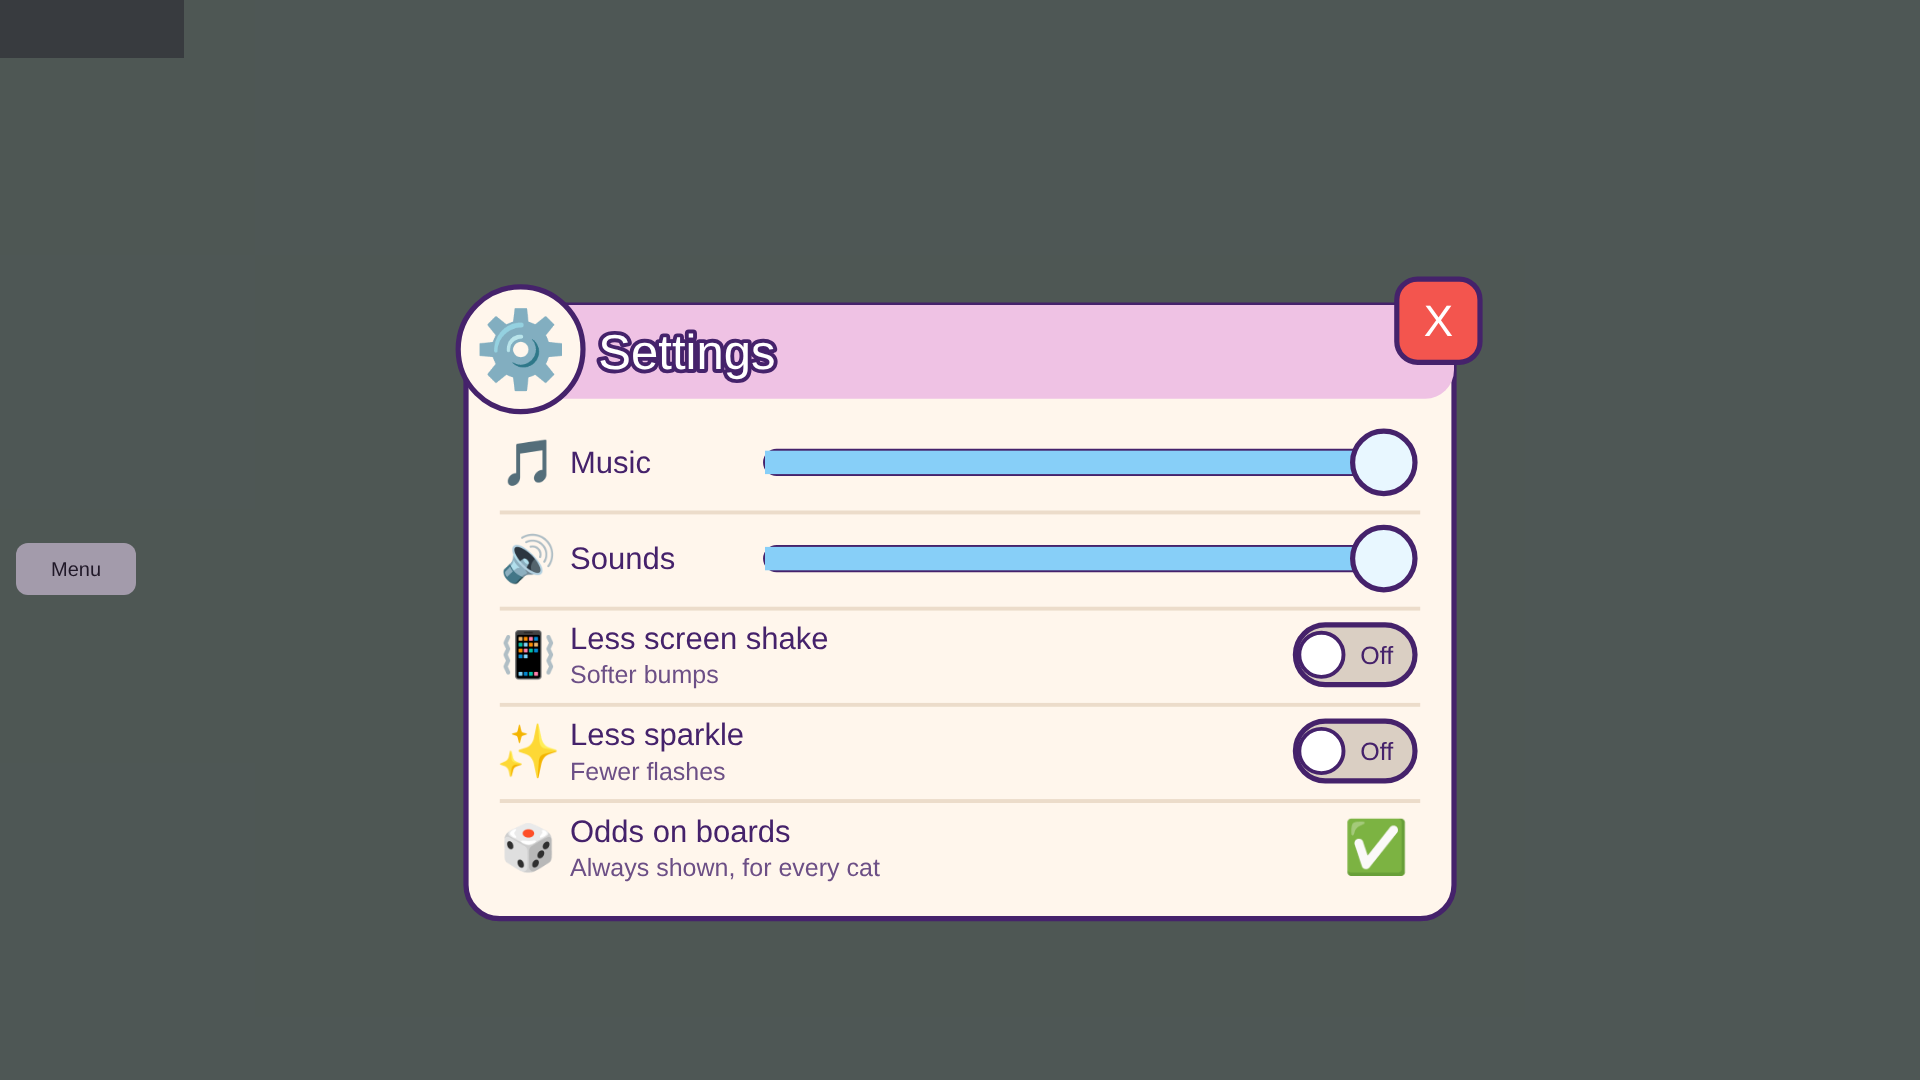 Settings
X
Music
Sounds
Less screen shake
Softer bumps
Off
Menu
Less sparkle
Fewer flashes
Off
Odds on boards
Always shown, for every cat